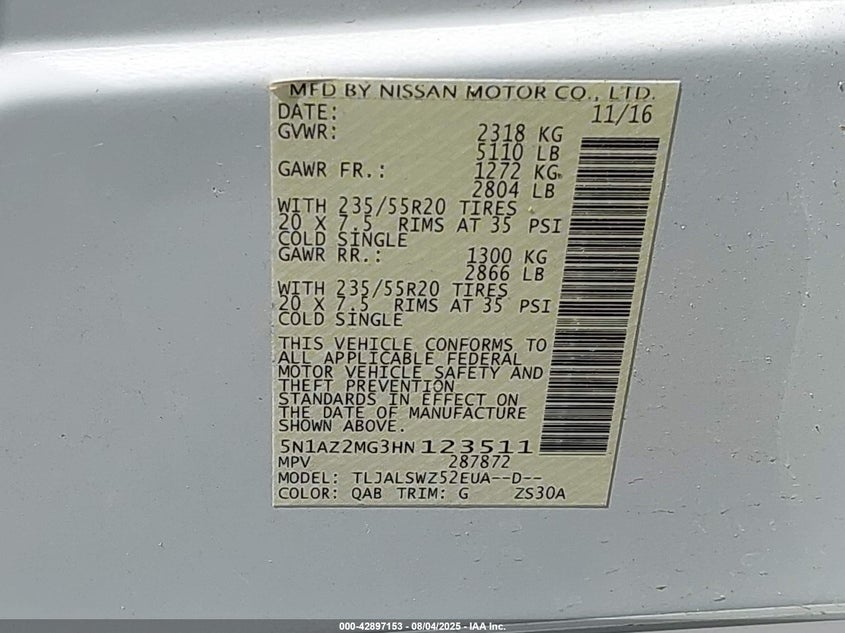 MFD BY NISSAN MOTOR CO., LTD.
DATE: 11/16
GVWR: 2318 KG
5110 LB
GAWR FR.: 1272 KG
2804 LB
WITH 235/55R20 TIRES
20 X 7.5 RIMS AT 35 PSI
COLD SINGLE
GAWR RR.: 1300 KG
2866 LB
WITH 235/55R20 TIRES
20 X 7.5 RIMS AT 35 PSI
COLD SINGLE
THIS VEHICLE CONFORMS TO
ALL APPLICABLE FEDERAL
MOTOR VEHICLE SAFETY AND
THEFT PREVENTION
STANDARDS IN EFFECT ON
THE DATE OF MANUFACTURE
SHOWN ABOVE.
5N1AZ2MG3HN123511
MPV 287872
MODEL: TLJALSWZ52EUA--D--
COLOR: QAB TRIM: G ZS30A
000-42897153 - 08/04/2025 - IAA Inc.